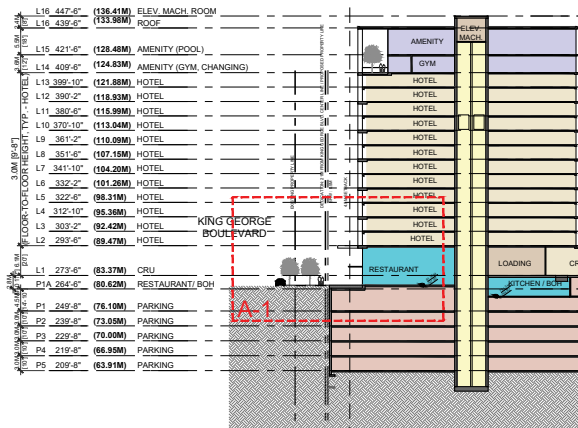 L16 447'-6" (136.41M) ELEV. MACH. ROOM
L16 439'-6" (133.98M) ROOF
L15 421'-6" (128.48M) AMENITY (POOL)
L14 409'-6" (124.83M) AMENITY (GYM, CHANGING)
L13 399'-10" (121.88M) HOTEL
L12 390'-2" (118.93M) HOTEL
L11 380'-6" (115.99M) HOTEL
L10 370'-10" (113.04M) HOTEL
L9 361'-2" (110.09M) HOTEL
L8 351'-6" (107.15M) HOTEL
L7 341'-10" (104.20M) HOTEL
L6 332'-2" (101.26M) HOTEL
L5 322'-6" (98.31M) HOTEL
L4 312'-10" (95.36M) HOTEL
L3 303'-2" (92.42M) HOTEL
L2 293'-6" (89.47M) HOTEL
L1 273'-6" (83.37M) CRU
P1A 264'-6" (80.62M) RESTAURANT/ BOH
P1 249'-8" (76.10M) PARKING
P2 239'-8" (73.05M) PARKING
P3 229'-8" (70.00M) PARKING
P4 219'-8" (66.95M) PARKING
P5 209'-8" (63.91M) PARKING
3.0M [9'-8"]
FLOOR-TO-FLOOR HEIGHT, TYP. - HOTEL
KING GEORGE
BOULEVARD
A-1
ELEV.
MACH.
AMENITY
GYM
HOTEL
HOTEL
HOTEL
HOTEL
HOTEL
HOTEL
HOTEL
HOTEL
HOTEL
HOTEL
HOTEL
HOTEL
RESTAURANT
LOADING
KITCHEN / BOH